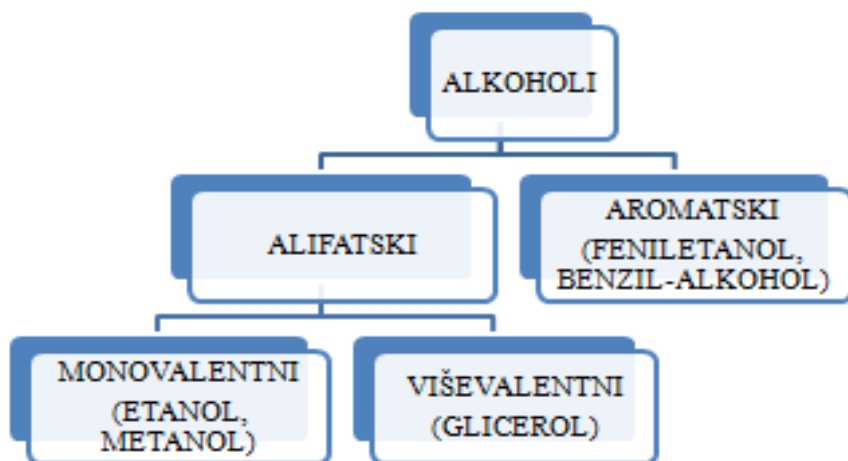 ALKOHOLI
ALIFATSKI
AROMATSKI
(FENILETANOL,
BENZIL-ALKOHOL)
MONOVALENTNI
(ETANOL,
METANOL)
VIŠEVALENTNI
(GLICEROL)